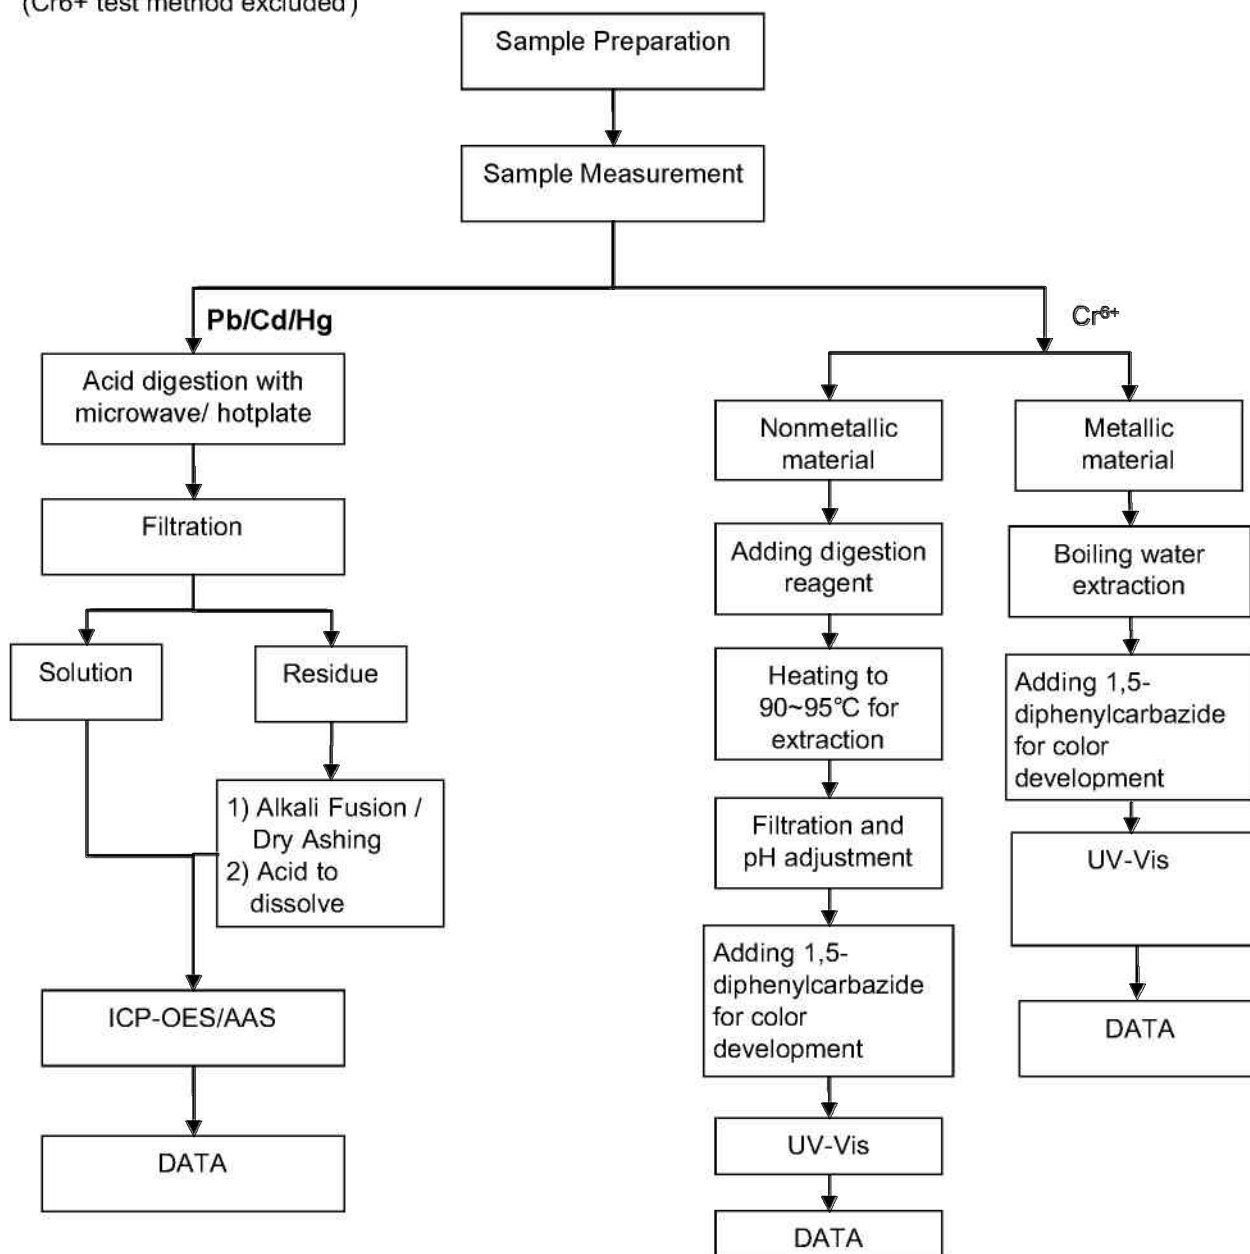 (Cr6+ test method excluded)
Sample Preparation
Sample Measurement
Pb/Cd/Hg
Acid digestion with
microwave/ hotplate
Filtration
Solution
Residue
1) Alkali Fusion /
Dry Ashing
2) Acid to
dissolve
ICP-OES/AAS
DATA
Cr⁶⁺
Nonmetallic
material
Adding digestion
reagent
Heating to
90~95℃ for
extraction
Filtration and
pH adjustment
Adding 1,5-
diphenylcarbazide
for color
development
UV-Vis
DATA
Metallic
material
Boiling water
extraction
Adding 1,5-
diphenylcarbazide
for color
development
UV-Vis
DATA